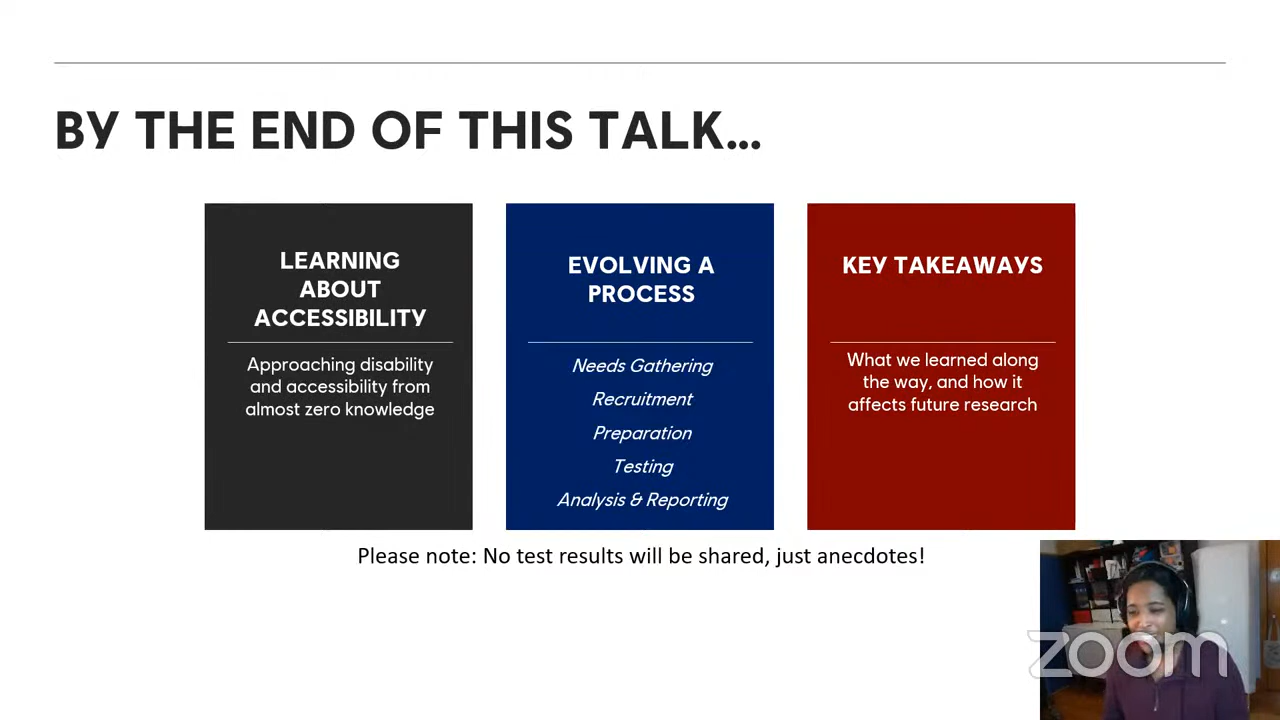 BY THE END OF THIS TALK...
LEARNING
ABOUT
ACCESSIBILITY
Approaching disability
and accessibility from
almost zero knowledge
EVOLVING A
PROCESS
Needs Gathering
Recruitment
Preparation
Testing
Analysis & Reporting
KEY TAKEAWAYS
What we learned along
the way, and how it
affects future research
Please note: No test results will be shared, just anecdotes!
zoom